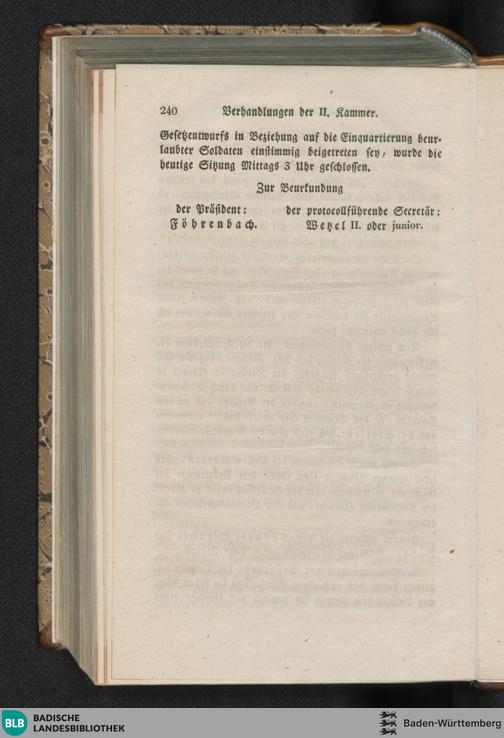 240 Verhandlungen der II. Kammer.
Gesetzentwurfs in Beziehung auf die Einquartierung beur-
laubter Soldaten einstimmig beigetreten sey, wurde die
heutige Sitzung Mittags 3 Uhr geschlossen.
Zur Beurkundung
der Präsident: der protocollführende Secretär:
Föhrenbach. Wetzel II. oder junior.
BLB BADISCHE
LANDESBIBLIOTHEK
Baden-Württemberg